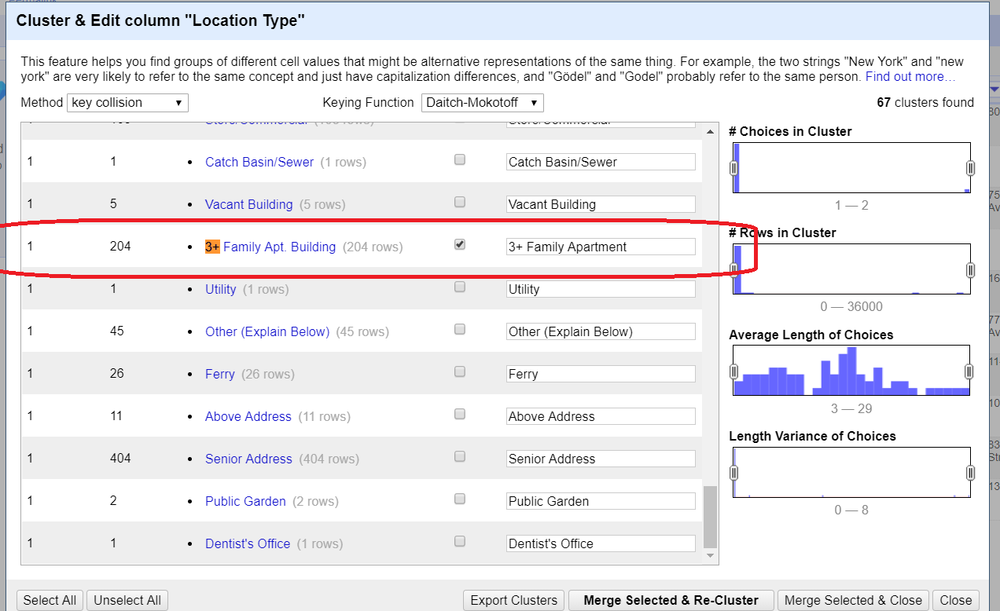 Cluster & Edit column "Location Type"
This feature helps you find groups of different cell values that might be alternative representations of the same thing. For example, the two strings "New York" and "new
york" are very likely to refer to the same concept and just have capitalization differences, and "Gödel" and "Godel" probably refer to the same person. Find out more…
Method key collision Keying Function Daitch-Mokotoff 67 clusters found
1 1 • Catch Basin/Sewer (1 rows) Catch Basin/Sewer
1 5 • Vacant Building (5 rows) Vacant Building
1 204 • 3+ Family Apt. Building (204 rows) 3+ Family Apartment
1 1 • Utility (1 rows) Utility
1 45 • Other (Explain Below) (45 rows) Other (Explain Below)
1 26 • Ferry (26 rows) Ferry
1 11 • Above Address (11 rows) Above Address
1 404 • Senior Address (404 rows) Senior Address
1 2 • Public Garden (2 rows) Public Garden
1 1 • Dentist's Office (1 rows) Dentist's Office
# Choices in Cluster
1 — 2
# Rows in Cluster
0 — 36000
Average Length of Choices
3 — 29
Length Variance of Choices
0 — 8
Select All Unselect All Export Clusters Merge Selected & Re-Cluster Merge Selected & Close Close